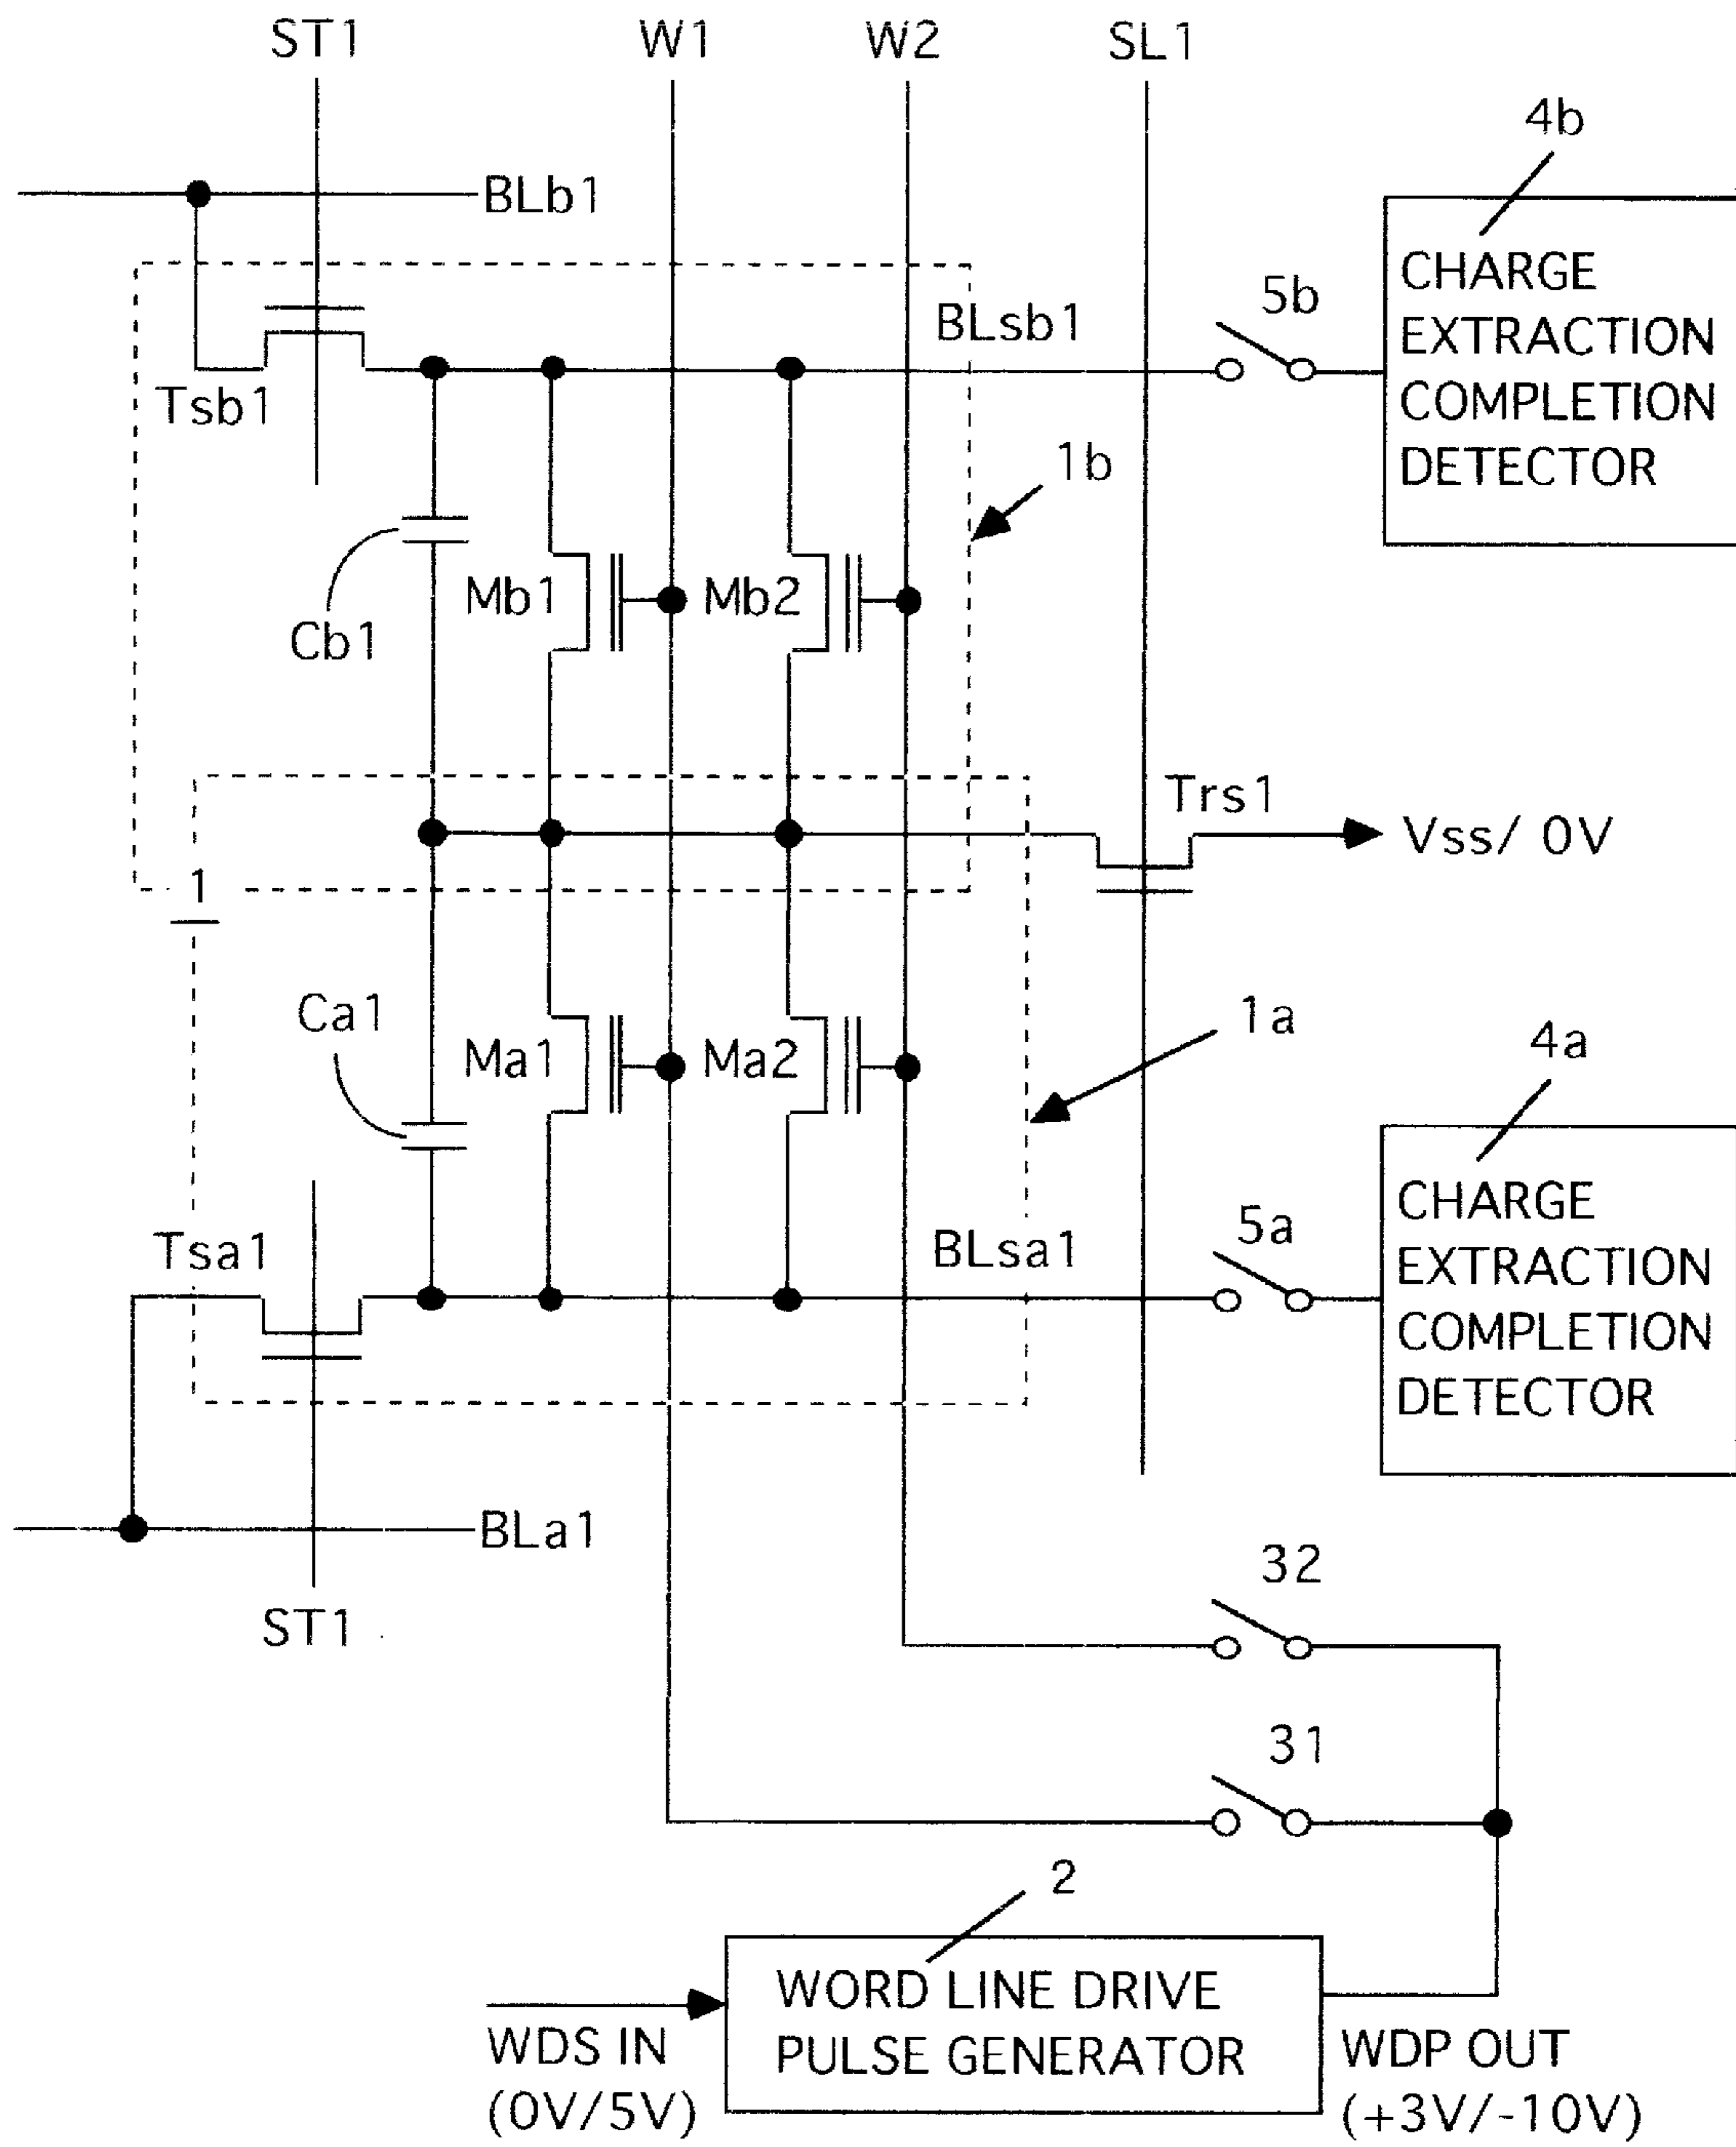 ST1 W1 W2 SL1
4b
BLb1
CHARGE
EXTRACTION
COMPLETION
DETECTOR
5b
BLsb1
Tsb1
1b
Mb1 Mb2
Cb1
Trs1
Vss/ 0V
1
Ca1
1a
Ma1 Ma2
4a
CHARGE
EXTRACTION
COMPLETION
DETECTOR
5a
Tsa1
BLsa1
BLa1
32
ST1
31
2
WORD LINE DRIVE
PULSE GENERATOR
WDS IN
(0V/5V)
WDP OUT
(+3V/-10V)